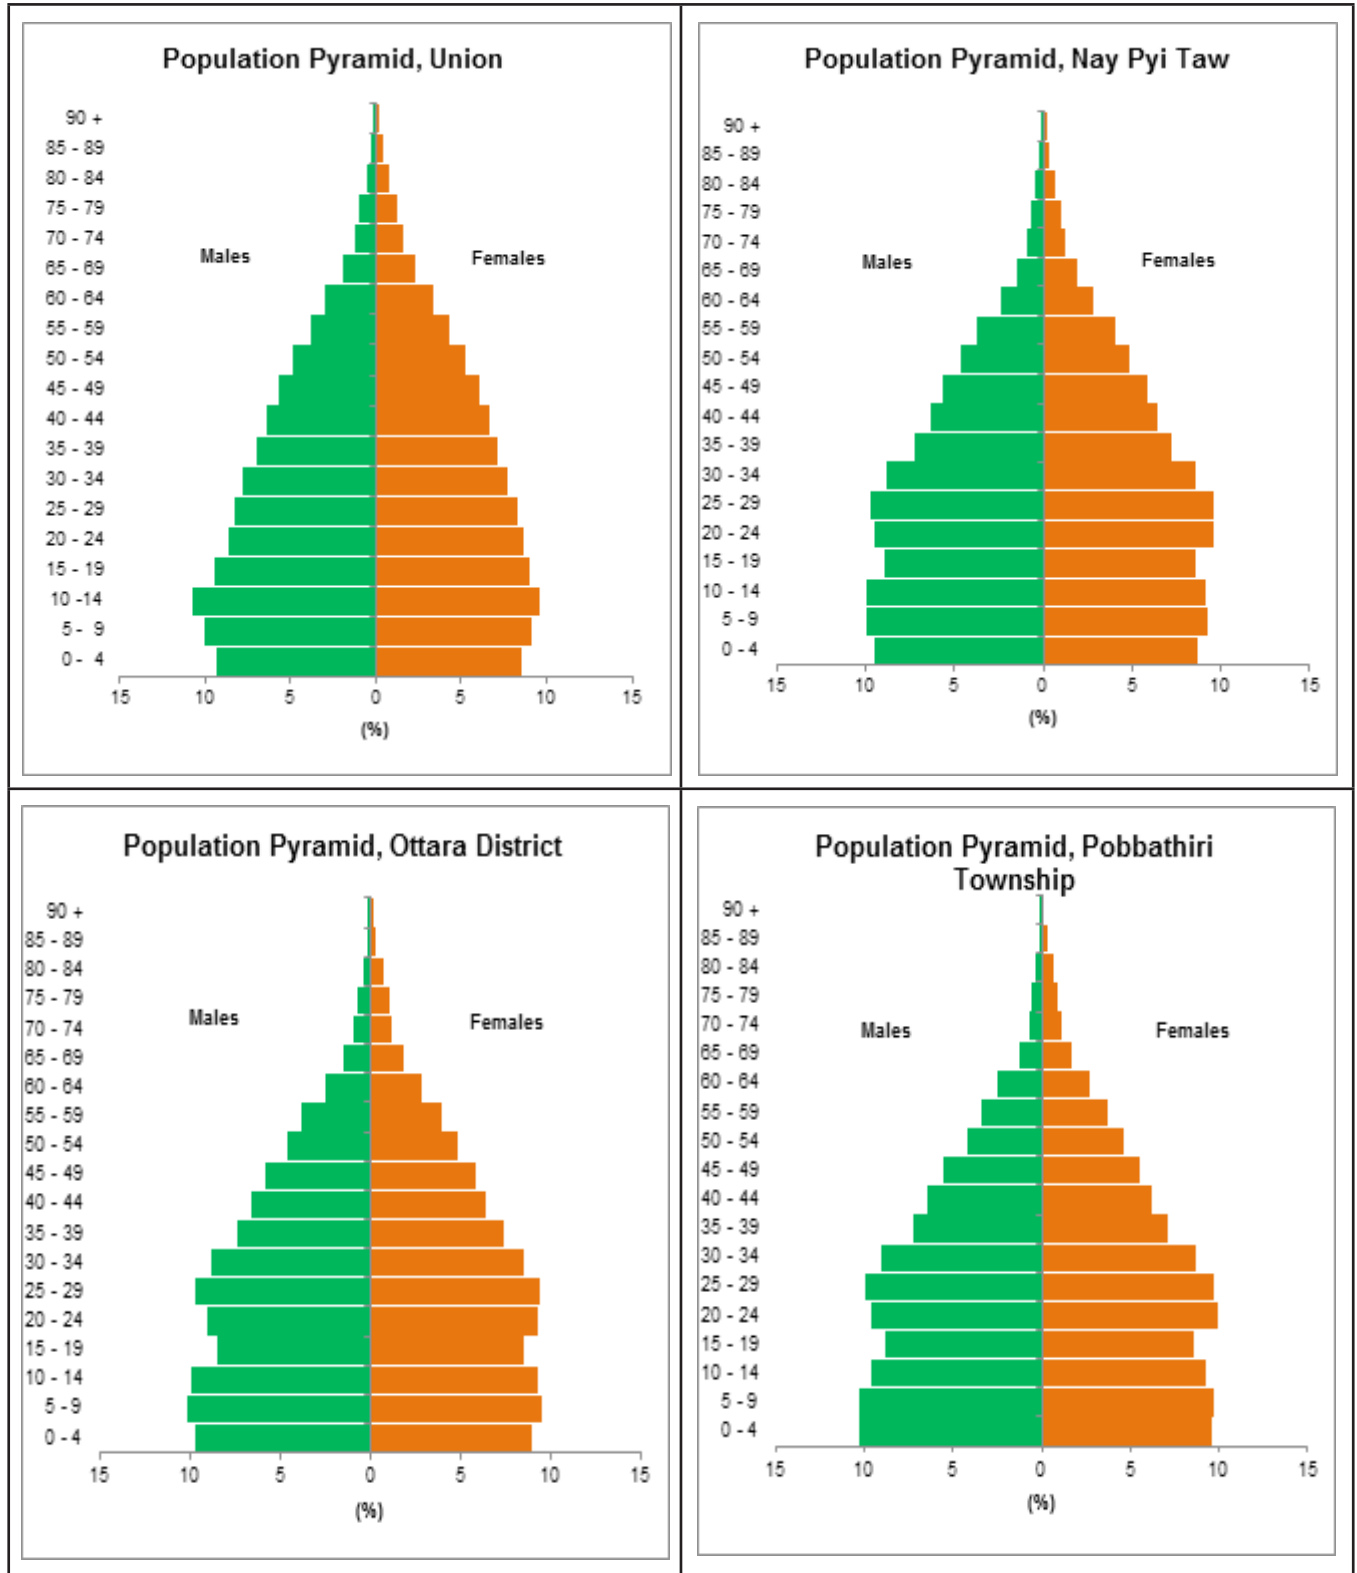 Population Pyramid, Union
90 +
85 - 89
80 - 84
75 - 79
70 - 74
65 - 69
60 - 64
55 - 59
50 - 54
45 - 49
40 - 44
35 - 39
30 - 34
25 - 29
20 - 24
15 - 19
10 -14
5 - 9
0 - 4
Males
Females
15 10 5 0 5 10 15
(%)
Population Pyramid, Nay Pyi Taw
90 +
85 - 89
80 - 84
75 - 79
70 - 74
65 - 69
60 - 64
55 - 59
50 - 54
45 - 49
40 - 44
35 - 39
30 - 34
25 - 29
20 - 24
15 - 19
10 - 14
5 - 9
0 - 4
Males
Females
15 10 5 0 5 10 15
(%)
Population Pyramid, Ottara District
90 +
85 - 89
80 - 84
75 - 79
70 - 74
65 - 69
60 - 64
55 - 59
50 - 54
45 - 49
40 - 44
35 - 39
30 - 34
25 - 29
20 - 24
15 - 19
10 - 14
5 - 9
0 - 4
Males
Females
15 10 5 0 5 10 15
(%)
Population Pyramid, Pobbathiri
Township
90 +
85 - 89
80 - 84
75 - 79
70 - 74
65 - 69
60 - 64
55 - 59
50 - 54
45 - 49
40 - 44
35 - 39
30 - 34
25 - 29
20 - 24
15 - 19
10 - 14
5 - 9
0 - 4
Males
Females
15 10 5 0 5 10 15
(%)